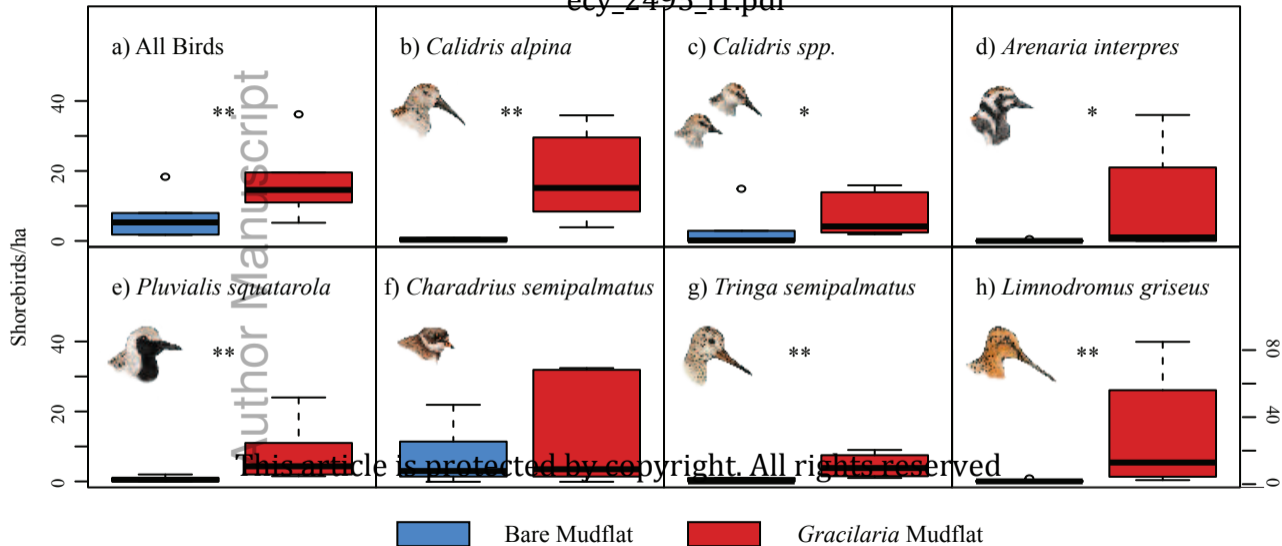 ecy_2493_f1.pdf
a) All Birds
b) Calidris alpina
c) Calidris spp.
d) Arenaria interpres
**
**
*
*
40
20
0
e) Pluvialis squatarola
f) Charadrius semipalmatus
g) Tringa semipalmatus
h) Limnodromus griseus
**
**
**
40
20
0
80
40
0
Shorebirds/ha
Author Manuscript
This article is protected by copyright. All rights reserved
Bare Mudflat
Gracilaria Mudflat